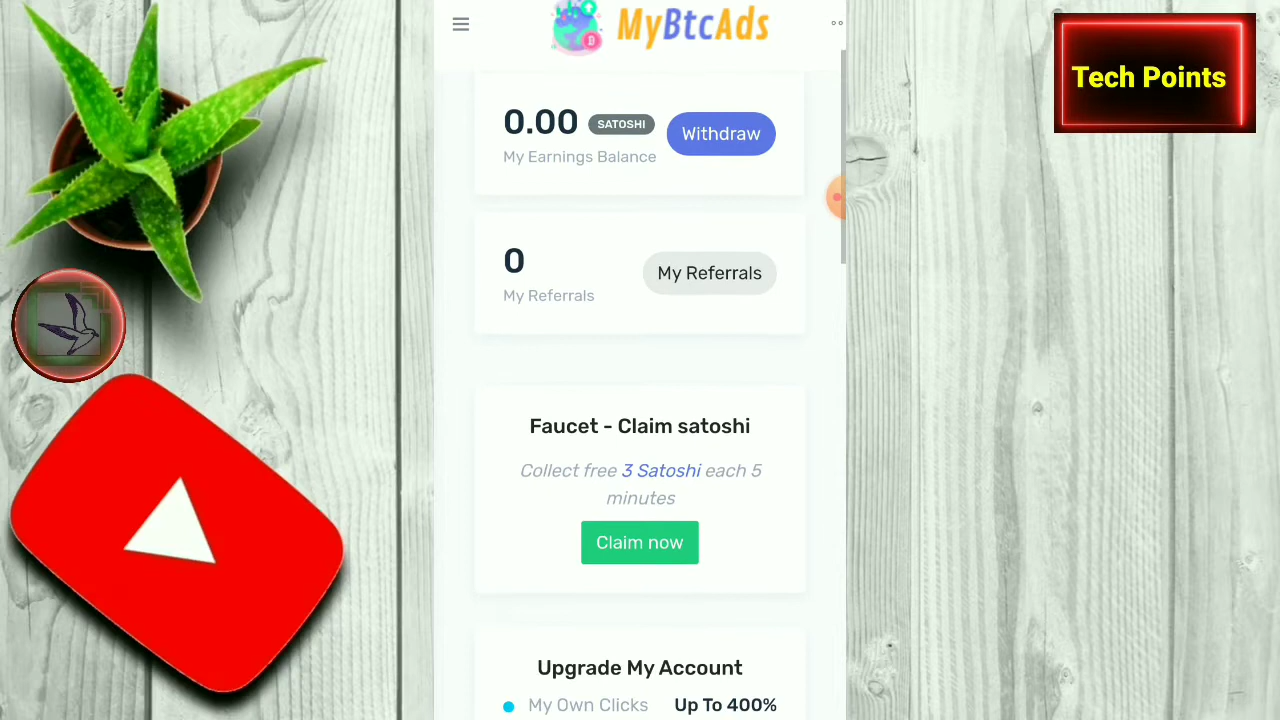 MyBtcAds
Tech Points
0.00 SATOSHI
Withdraw
My Earnings Balance
0
My Referrals
My Referrals
Faucet - Claim satoshi
Collect free 3 Satoshi each 5
minutes
Claim now
Upgrade My Account
My Own Clicks Up To 400%